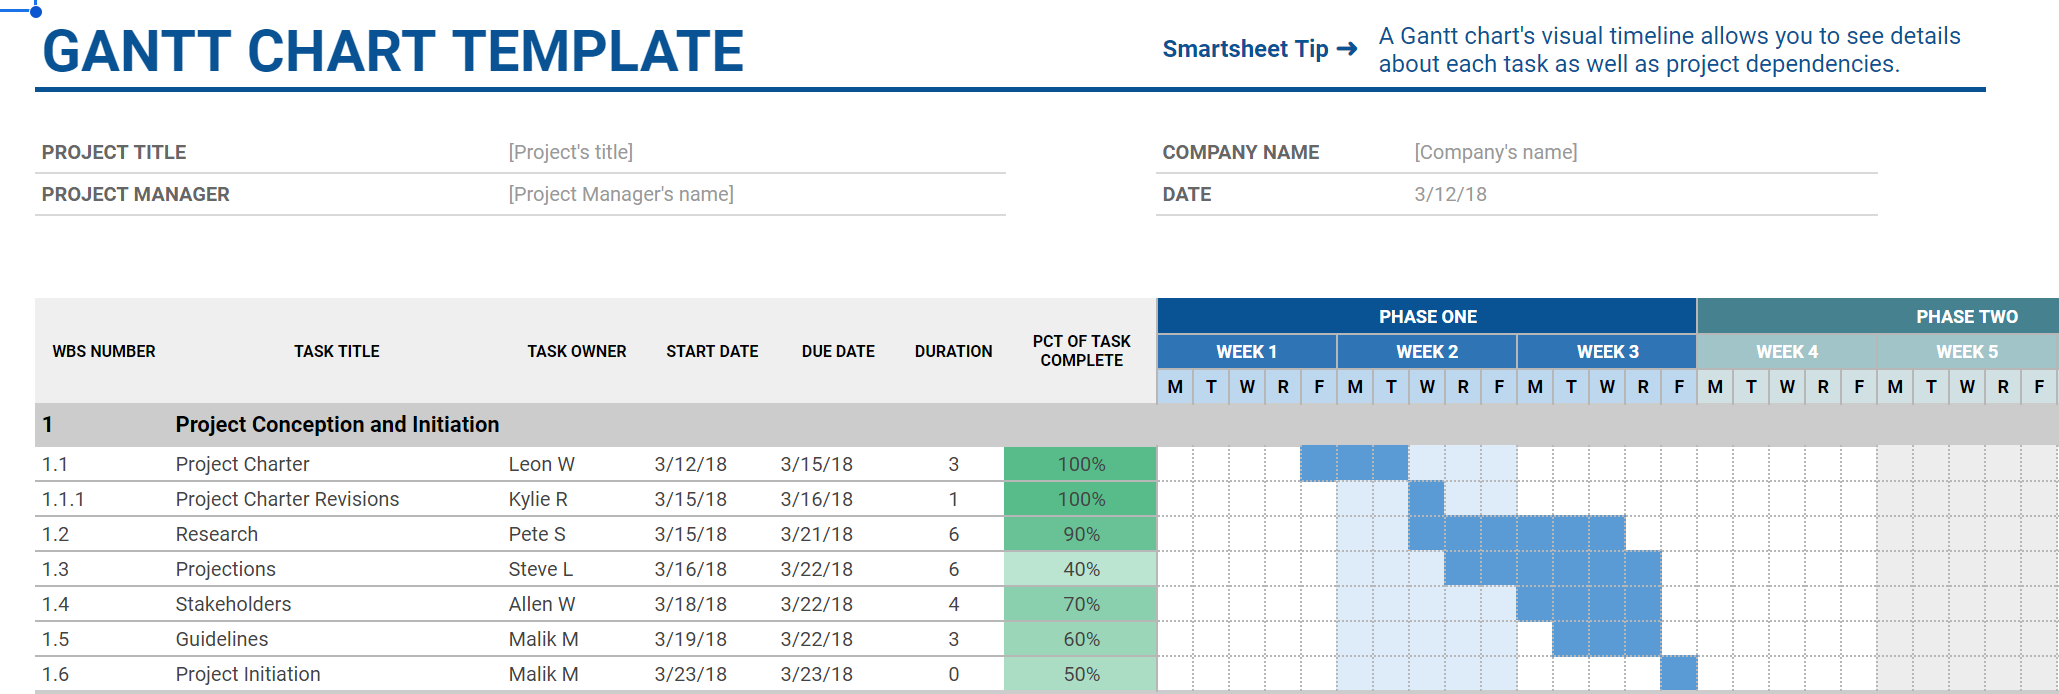 GANTT CHART TEMPLATE
Smartsheet Tip ➜ A Gantt chart's visual timeline allows you to see details
about each task as well as project dependencies.
PROJECT TITLE [Project's title] COMPANY NAME [Company's name]
PROJECT MANAGER [Project Manager's name] DATE 3/12/18
WBS NUMBER TASK TITLE TASK OWNER START DATE DUE DATE DURATION PCT OF TASK
COMPLETE
PHASE ONE PHASE TWO
WEEK 1 WEEK 2 WEEK 3 WEEK 4 WEEK 5
M T W R F M T W R F M T W R F M T W R F M T W R F
1 Project Conception and Initiation
1.1 Project Charter Leon W 3/12/18 3/15/18 3 100%
1.1.1 Project Charter Revisions Kylie R 3/15/18 3/16/18 1 100%
1.2 Research Pete S 3/15/18 3/21/18 6 90%
1.3 Projections Steve L 3/16/18 3/22/18 6 40%
1.4 Stakeholders Allen W 3/18/18 3/22/18 4 70%
1.5 Guidelines Malik M 3/19/18 3/22/18 3 60%
1.6 Project Initiation Malik M 3/23/18 3/23/18 0 50%